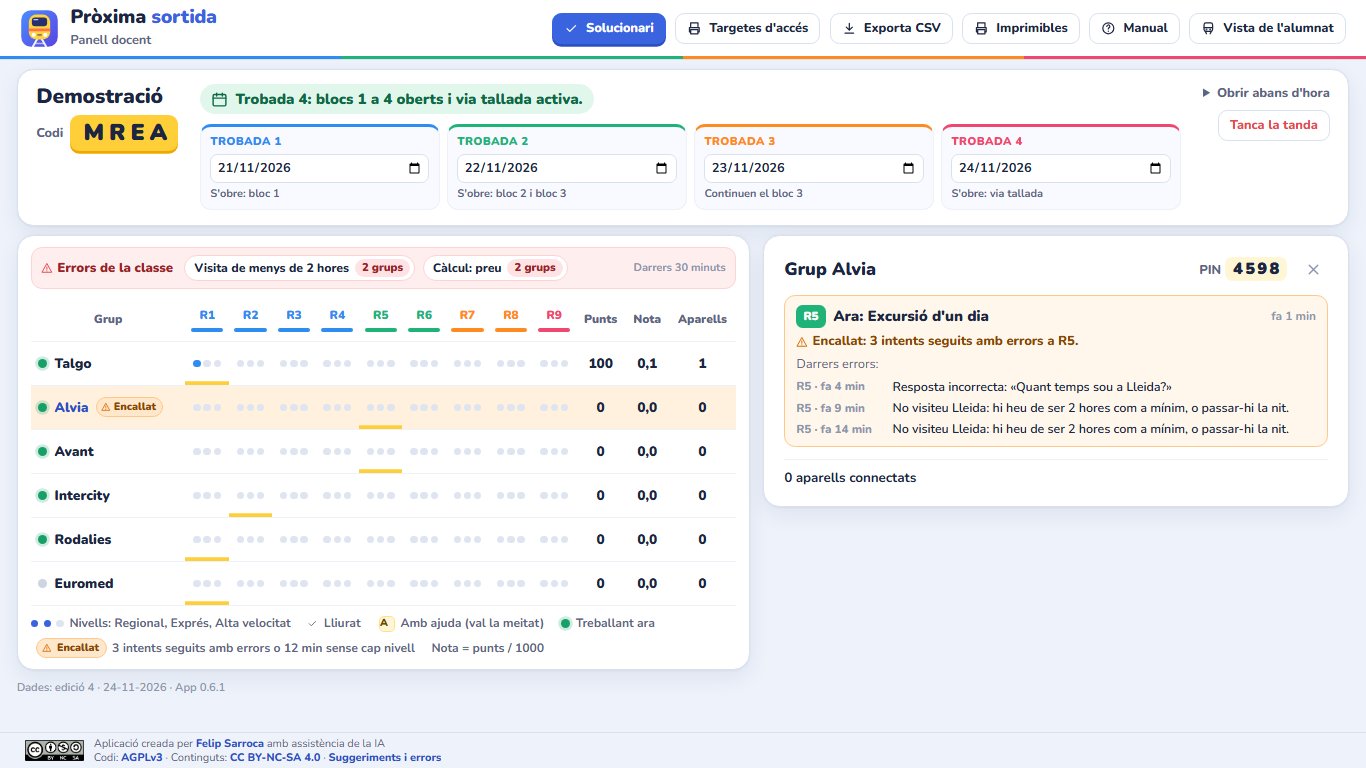 Pròxima sortida
Panell docent
Solucionari
Targetes d'accés
Exporta CSV
Imprimibles
Manual
Vista de l'alumnat
Demostració
Codi MREA
Trobada 4: blocs 1 a 4 oberts i via tallada activa.
Obrir abans d'hora
Tanca la tanda
TROBADA 1
21/11/2026
S'obre: bloc 1
TROBADA 2
22/11/2026
S'obre: bloc 2 i bloc 3
TROBADA 3
23/11/2026
Continuen el bloc 3
TROBADA 4
24/11/2026
S'obre: via tallada
Errors de la classe
Visita de menys de 2 hores 2 grups
Càlcul: preu 2 grups
Darrers 30 minuts
Grup R1 R2 R3 R4 R5 R6 R7 R8 R9 Punts Nota Aparells
Talgo 100 0,1 1
Alvia Encallat 0 0,0 0
Avant 0 0,0 0
Intercity 0 0,0 0
Rodalies 0 0,0 0
Euromed 0 0,0 0
Nivells: Regional, Exprés, Alta velocitat Lliurat A Amb ajuda (val la meitat) Treballant ara
Encallat 3 intents seguits amb errors o 12 min sense cap nivell Nota = punts / 1000
Grup Alvia
PIN 4598
R5 Ara: Excursió d'un dia fa 1 min
Encallat: 3 intents seguits amb errors a R5.
Darrers errors:
R5 · fa 4 min Resposta incorrecta: «Quant temps sou a Lleida?»
R5 · fa 9 min No visiteu Lleida: hi heu de ser 2 hores com a mínim, o passar-hi la nit.
R5 · fa 14 min No visiteu Lleida: hi heu de ser 2 hores com a mínim, o passar-hi la nit.
0 aparells connectats
Dades: edició 4 · 24-11-2026 · App 0.6.1
CC BY NC SA
Aplicació creada per Felip Sarroca amb assistència de la IA
Codi: AGPLv3 · Continguts: CC BY-NC-SA 4.0 · Suggeriments i errors